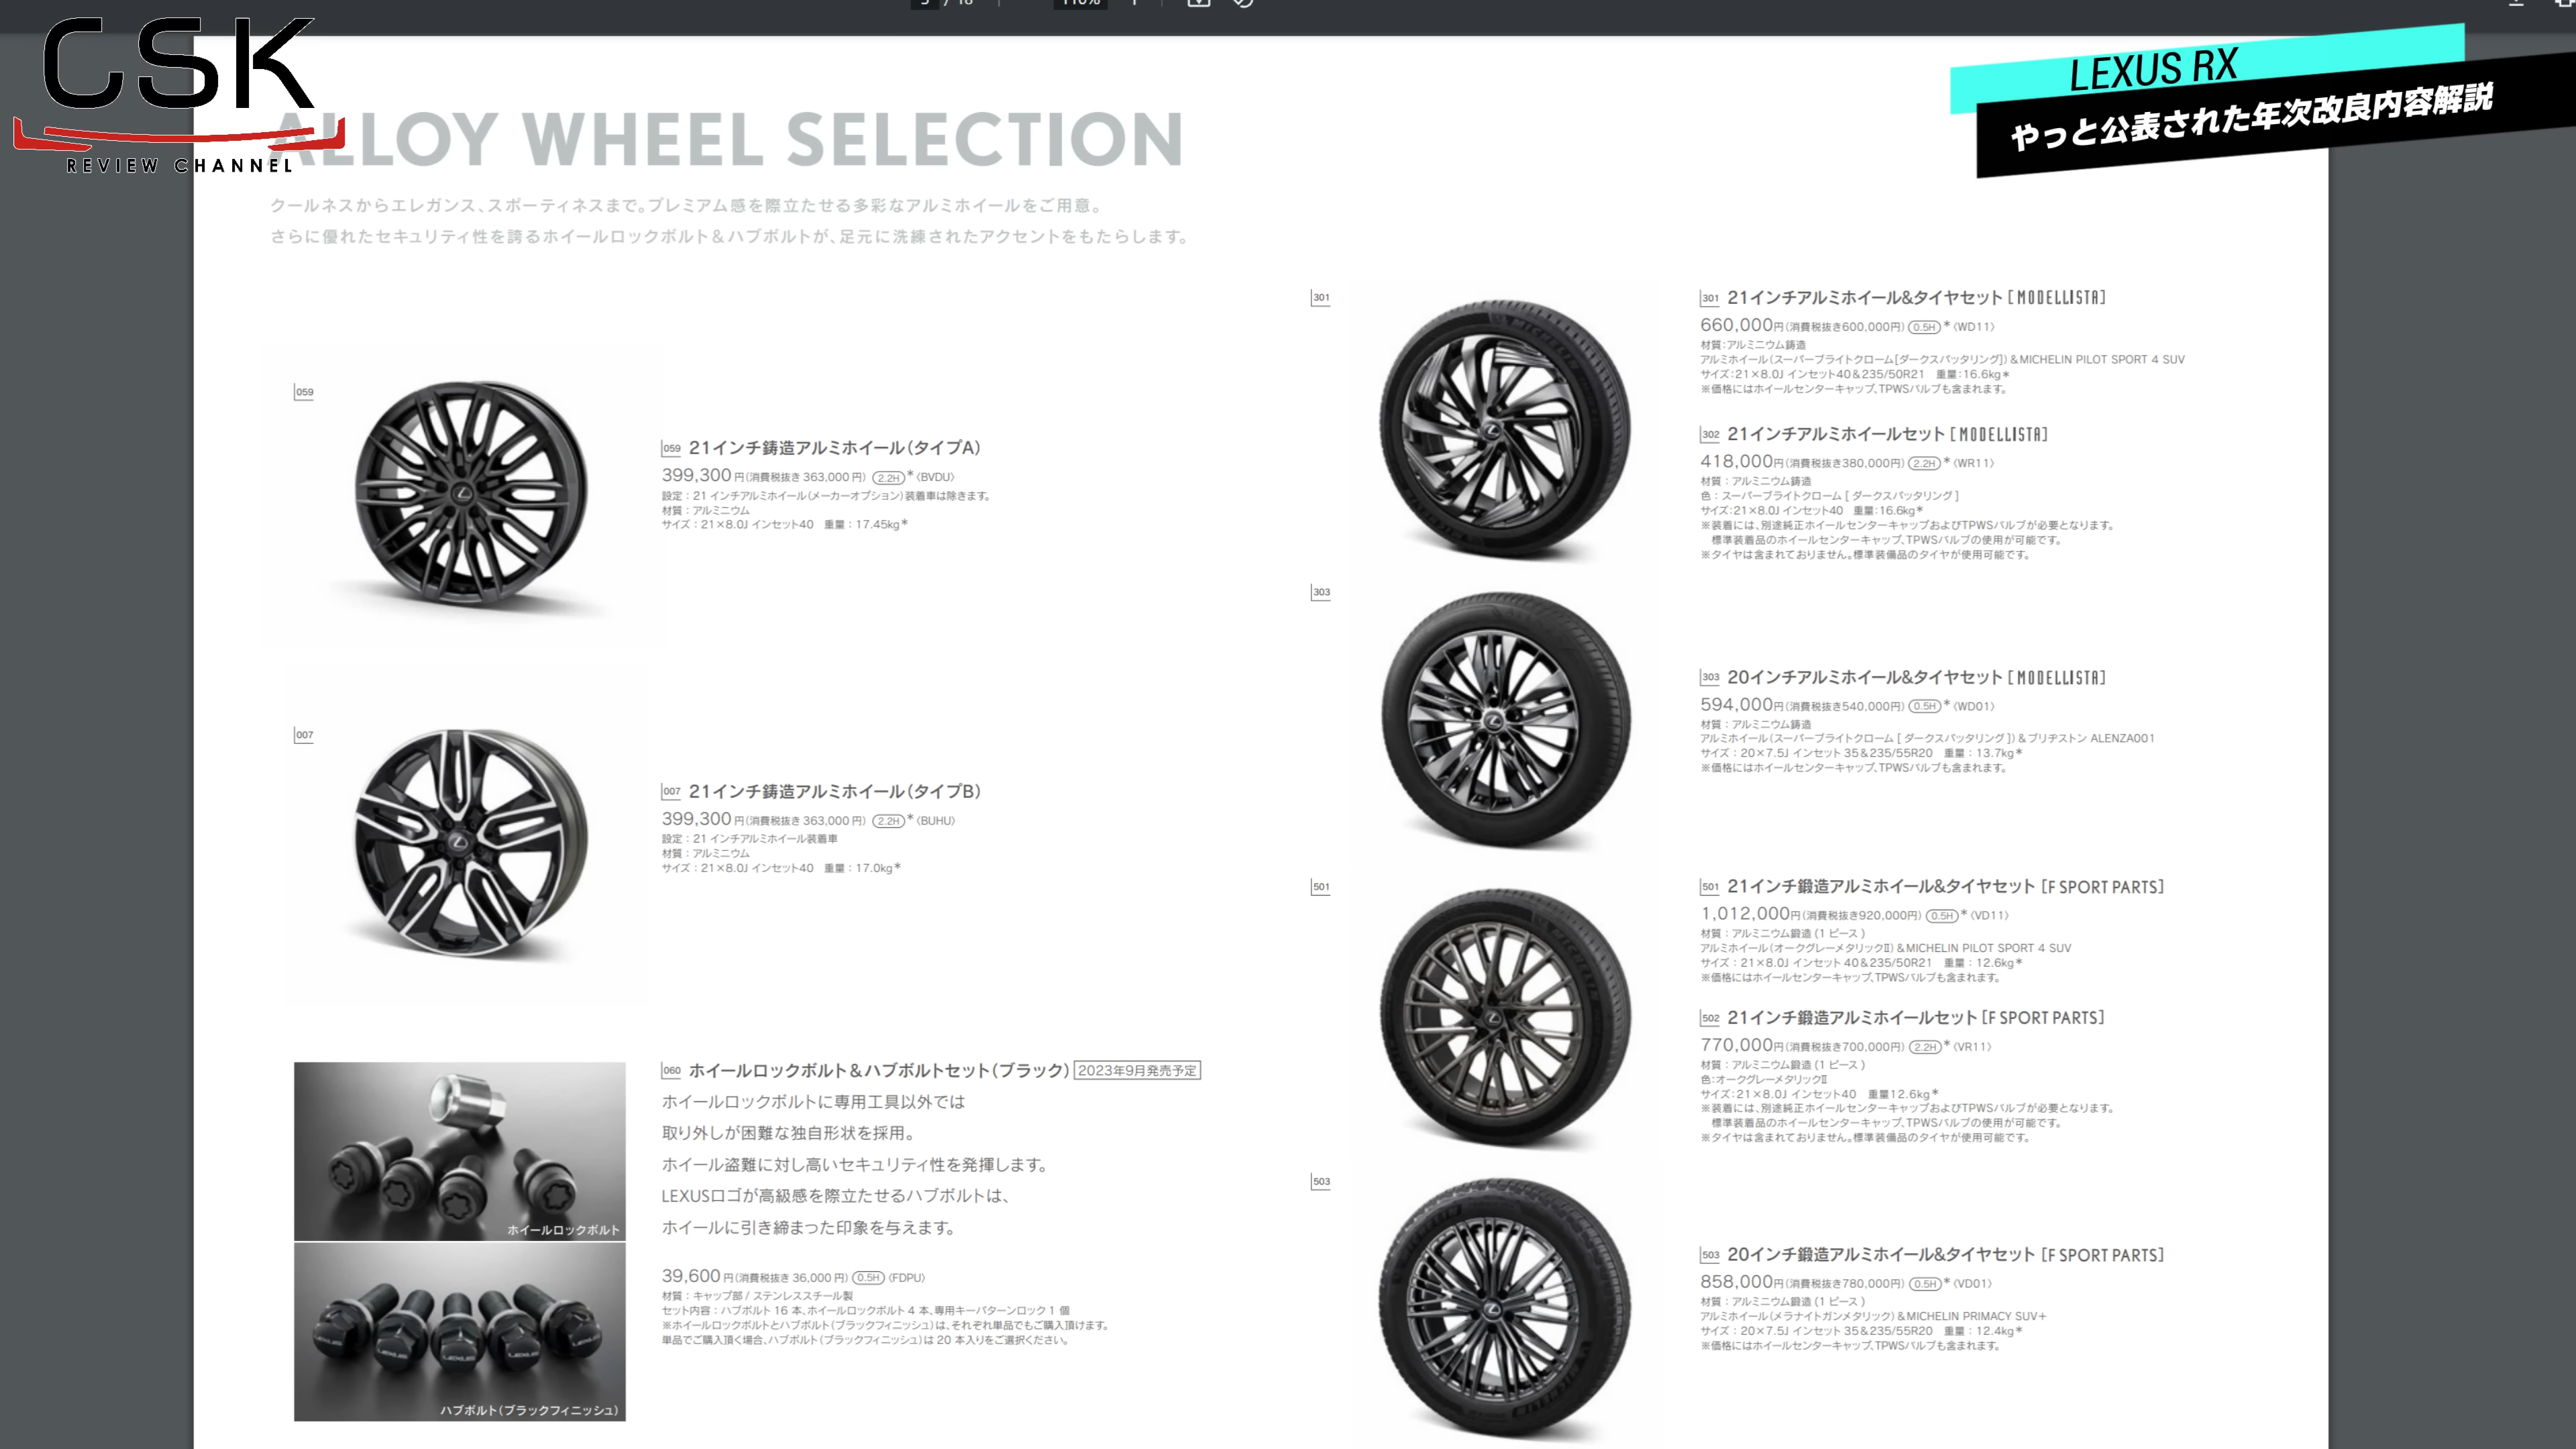 CSK
REVIEW CHANNEL
LEXUS RX
やっと公表された年次改良内容解説
110%
ALLOY WHEEL SELECTION
クールネスからエレガンス、スポーティネスまで。プレミアム感を際立たせる多彩なアルミホイールをご用意。
さらに優れたセキュリティ性を誇るホイールロックボルト＆ハブボルトが、足元に洗練されたアクセントをもたらします。
059
059 21インチ鋳造アルミホイール（タイプA）
399,300円（消費税抜き 363,000 円） 2.2H *〈BVDU〉
設定：21 インチアルミホイール（メーカーオプション）装着車は除きます。
材質：アルミニウム
サイズ：21×8.0J インセット40　重量：17.45kg*
007
007 21インチ鋳造アルミホイール（タイプB）
399,300円（消費税抜き 363,000 円） 2.2H *〈BUHU〉
設定：21 インチアルミホイール装着車
材質：アルミニウム
サイズ：21×8.0J インセット40　重量：17.0kg*
ホイールロックボルト
ハブボルト（ブラックフィニッシュ）
060 ホイールロックボルト＆ハブボルトセット（ブラック） 2023年9月発売予定
ホイールロックボルトに専用工具以外では
取り外しが困難な独自形状を採用。
ホイール盗難に対し高いセキュリティ性を発揮します。
LEXUSロゴが高級感を際立たせるハブボルトは、
ホイールに引き締まった印象を与えます。
39,600円（消費税抜き 36,000 円） 0.5H 〈FDPU〉
材質：キャップ部 / ステンレススチール製
セット内容：ハブボルト 16 本、ホイールロックボルト 4 本、専用キーパターンロック 1 個
※ホイールロックボルトとハブボルト（ブラックフィニッシュ）は、それぞれ単品でもご購入頂けます。
単品でご購入頂く場合、ハブボルト（ブラックフィニッシュ）は 20 本入りをご選択ください。
301
301 21インチアルミホイール&タイヤセット［MODELLISTA］
660,000円（消費税抜き600,000円） 0.5H *〈WD11〉
材質：アルミニウム鋳造
アルミホイール（スーパーブライトクローム[ダークスパッタリング]）＆MICHELIN PILOT SPORT 4 SUV
サイズ：21×8.0J インセット40＆235/50R21　重量：16.6kg*
※価格にはホイールセンターキャップ、TPWSバルブも含まれます。
302 21インチアルミホイールセット［MODELLISTA］
418,000円（消費税抜き380,000円） 2.2H *〈WR11〉
材質：アルミニウム鋳造
色：スーパーブライトクローム [ ダークスパッタリング ]
サイズ：21×8.0J インセット40　重量：16.6kg*
※装着には、別途純正ホイールセンターキャップおよびTPWSバルブが必要となります。
標準装着品のホイールセンターキャップ、TPWSバルブの使用が可能です。
※タイヤは含まれておりません。標準装備品のタイヤが使用可能です。
303
303 20インチアルミホイール&タイヤセット［MODELLISTA］
594,000円（消費税抜き540,000円） 0.5H *〈WD01〉
材質：アルミニウム鋳造
アルミホイール（スーパーブライトクローム [ ダークスパッタリング ]）＆ブリヂストン ALENZA001
サイズ：20×7.5J インセット 35＆235/55R20　重量：13.7kg*
※価格にはホイールセンターキャップ、TPWSバルブも含まれます。
501
501 21インチ鍛造アルミホイール&タイヤセット［F SPORT PARTS］
1,012,000円（消費税抜き920,000円） 0.5H *〈VD11〉
材質：アルミニウム鍛造（1 ピース）
アルミホイール（オークグレーメタリックⅡ）＆MICHELIN PILOT SPORT 4 SUV
サイズ：21×8.0J インセット 40＆235/50R21　重量：12.6kg*
※価格にはホイールセンターキャップ、TPWSバルブも含まれます。
502 21インチ鍛造アルミホイールセット［F SPORT PARTS］
770,000円（消費税抜き700,000円） 2.2H *〈VR11〉
材質：アルミニウム鍛造（1 ピース）
色：オークグレーメタリックⅡ
サイズ：21×8.0J インセット40　重量12.6kg*
※装着には、別途純正ホイールセンターキャップおよびTPWSバルブが必要となります。
標準装着品のホイールセンターキャップ、TPWSバルブの使用が可能です。
※タイヤは含まれておりません。標準装備品のタイヤが使用可能です。
503
503 20インチ鍛造アルミホイール&タイヤセット［F SPORT PARTS］
858,000円（消費税抜き780,000円） 0.5H *〈VD01〉
材質：アルミニウム鍛造（1 ピース）
アルミホイール（メラナイトガンメタリック）＆MICHELIN PRIMACY SUV+
サイズ：20×7.5J インセット 35＆235/55R20　重量：12.4kg*
※価格にはホイールセンターキャップ、TPWSバルブも含まれます。